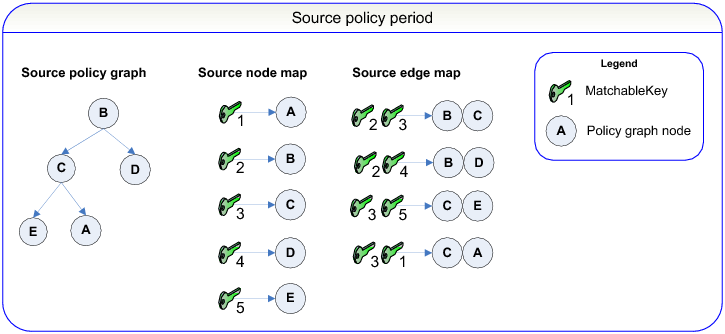 Source policy period
Source policy graph
Source node map
Source edge map
Legend
1
MatchableKey
A
Policy graph node
B
C
D
E
A
1
A
2
B
3
C
4
D
5
E
2 3 B C
2 4 B D
3 5 C E
3 1 C A